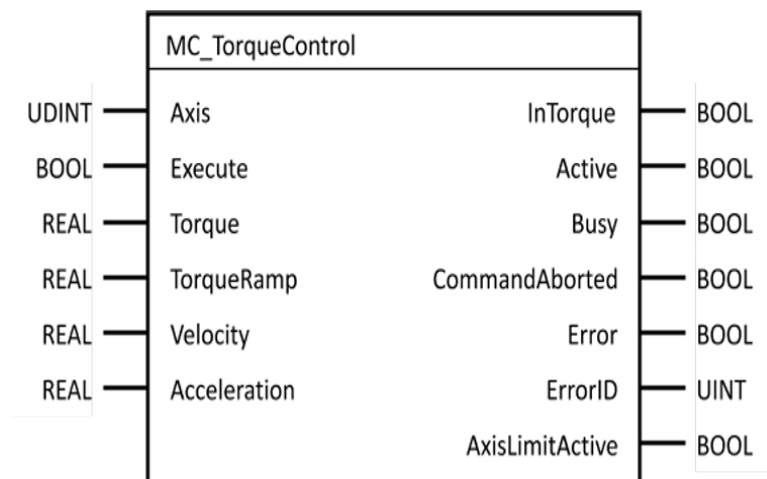 MC_TorqueControl
UDINT Axis InTorque BOOL
BOOL Execute Active BOOL
REAL Torque Busy BOOL
REAL TorqueRamp CommandAborted BOOL
REAL Velocity Error BOOL
REAL Acceleration ErrorID UINT
AxisLimitActive BOOL